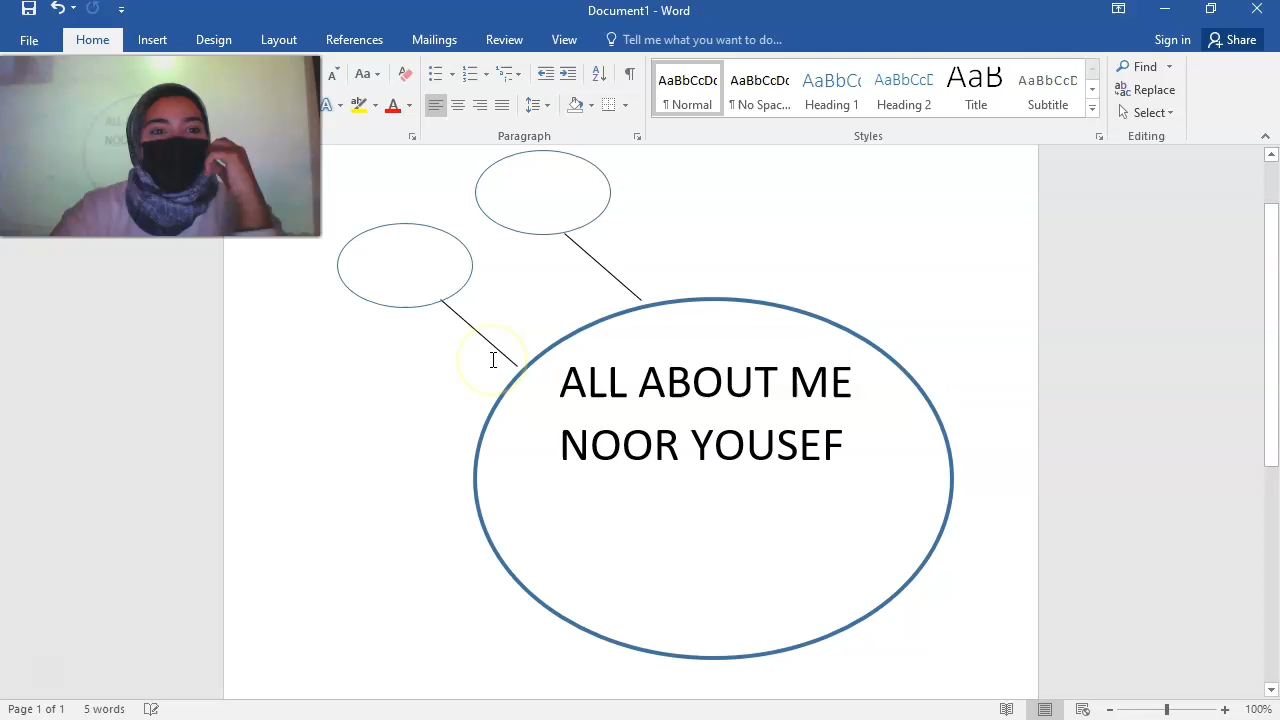 Document1 - Word
File Home Insert Design Layout References Mailings Review View Tell me what you want to do... Sign in Share
Aa
A A
AaBbCcDc AaBbCcDc AaBbCc AaBbCcD AaB AaBbCcD
¶ Normal ¶ No Spac... Heading 1 Heading 2 Title Subtitle
Find
Replace
Select
Paragraph Styles Editing
ALL ABOUT ME
NOOR YOUSEF
Page 1 of 1 5 words 100%